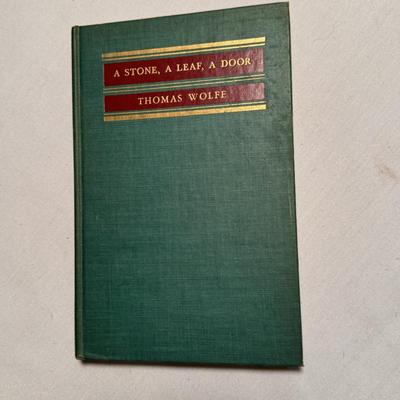 A STONE, A LEAF, A DOOR
THOMAS WOLFE